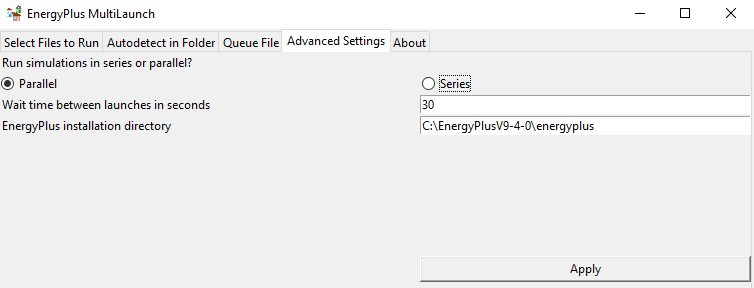 EnergyPlus MultiLaunch
Select Files to Run Autodetect in Folder Queue File Advanced Settings About
Run simulations in series or parallel?
Parallel Series
Wait time between launches in seconds 30
EnergyPlus installation directory C:\EnergyPlusV9-4-0\energyplus
Apply